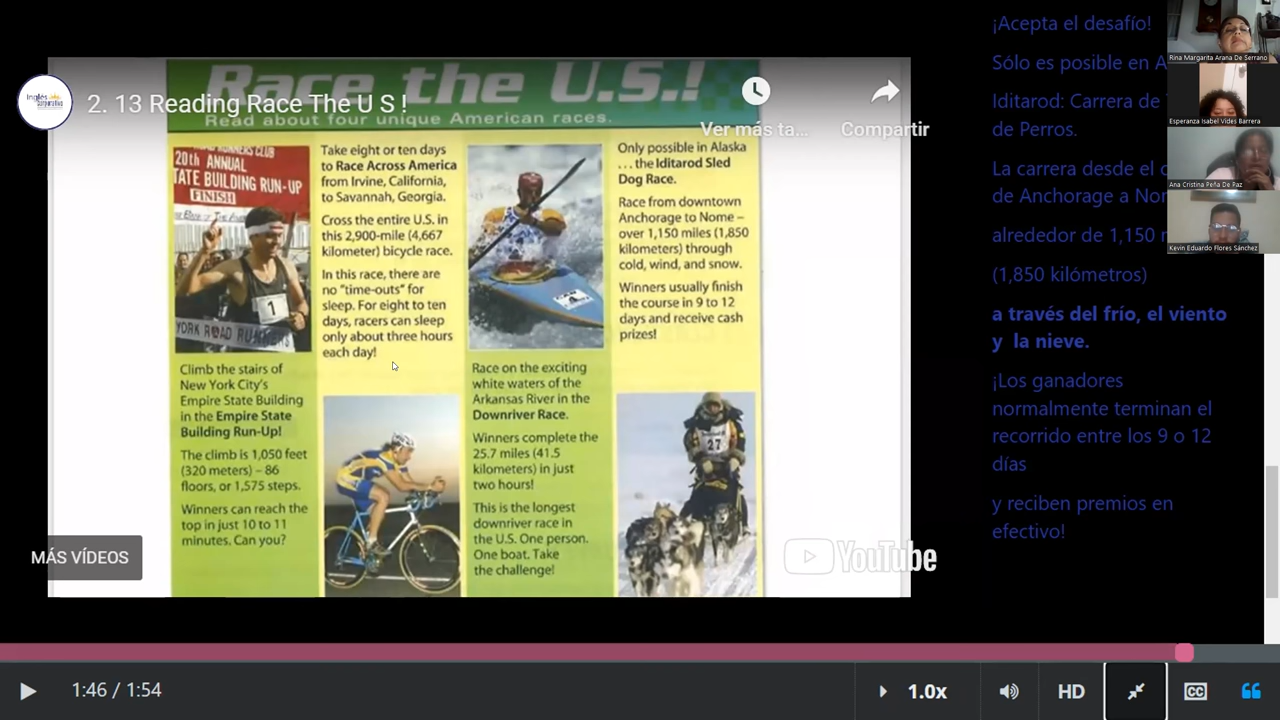 2. 13 Reading Race The U S !
Race the U.S.!
Read about four unique American races.
Ver más ta...
Compartir
20th ANNUAL
BUILDING RUN-UP
FINISH
1
YORK ROAD RUNNERS
Climb the stairs of
New York City's
Empire State Building
in the Empire State
Building Run-Up!
The climb is 1,050 feet
(320 meters) – 86
floors, or 1,575 steps.
Winners can reach the
top in just 10 to 11
minutes. Can you?
Take eight or ten days
to Race Across America
from Irvine, California,
to Savannah, Georgia.
Cross the entire U.S. in
this 2,900-mile (4,667
kilometer) bicycle race.
In this race, there are
no "time-outs" for
sleep. For eight to ten
days, racers can sleep
only about three hours
each day!
Race on the exciting
white waters of the
Arkansas River in the
Downriver Race.
Winners complete the
25.7 miles (41.5
kilometers) in just
two hours!
This is the longest
downriver race in
the U.S. One person.
One boat. Take
the challenge!
Only possible in Alaska
. . . the Iditarod Sled
Dog Race.
Race from downtown
Anchorage to Nome –
over 1,150 miles (1,850
kilometers) through
cold, wind, and snow.
Winners usually finish
the course in 9 to 12
days and receive cash
prizes!
27
MÁS VÍDEOS
YouTube
¡Acepta el desafío!
Sólo es posible en A
Iditarod: Carrera de
de Perros.
La carrera desde el
de Anchorage a No
alrededor de 1,150
(1,850 kilómetros)
a través del frío, el viento
y la nieve.
¡Los ganadores
normalmente terminan el
recorrido entre los 9 o 12
días
y reciben premios en
efectivo!
Rina Margarita Arana De Serrano
Esperanza Isabel Vides Barrera
Ana Cristina Peña De Paz
Kevin Eduardo Flores Sánchez
1:46 / 1:54
1.0x
HD
CC